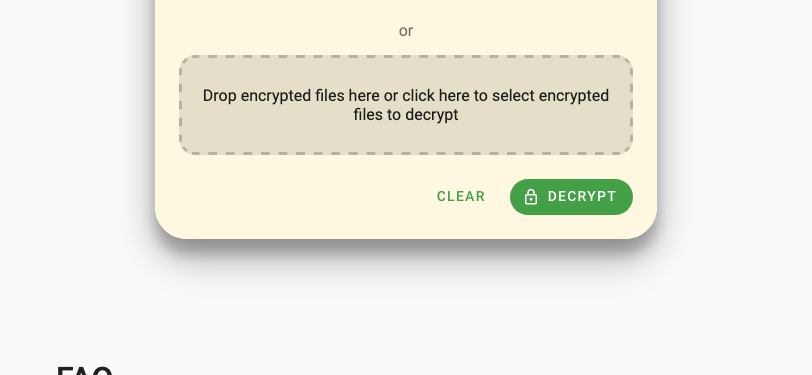 or
Drop encrypted files here or click here to select encrypted
files to decrypt
CLEAR
DECRYPT
FAQ